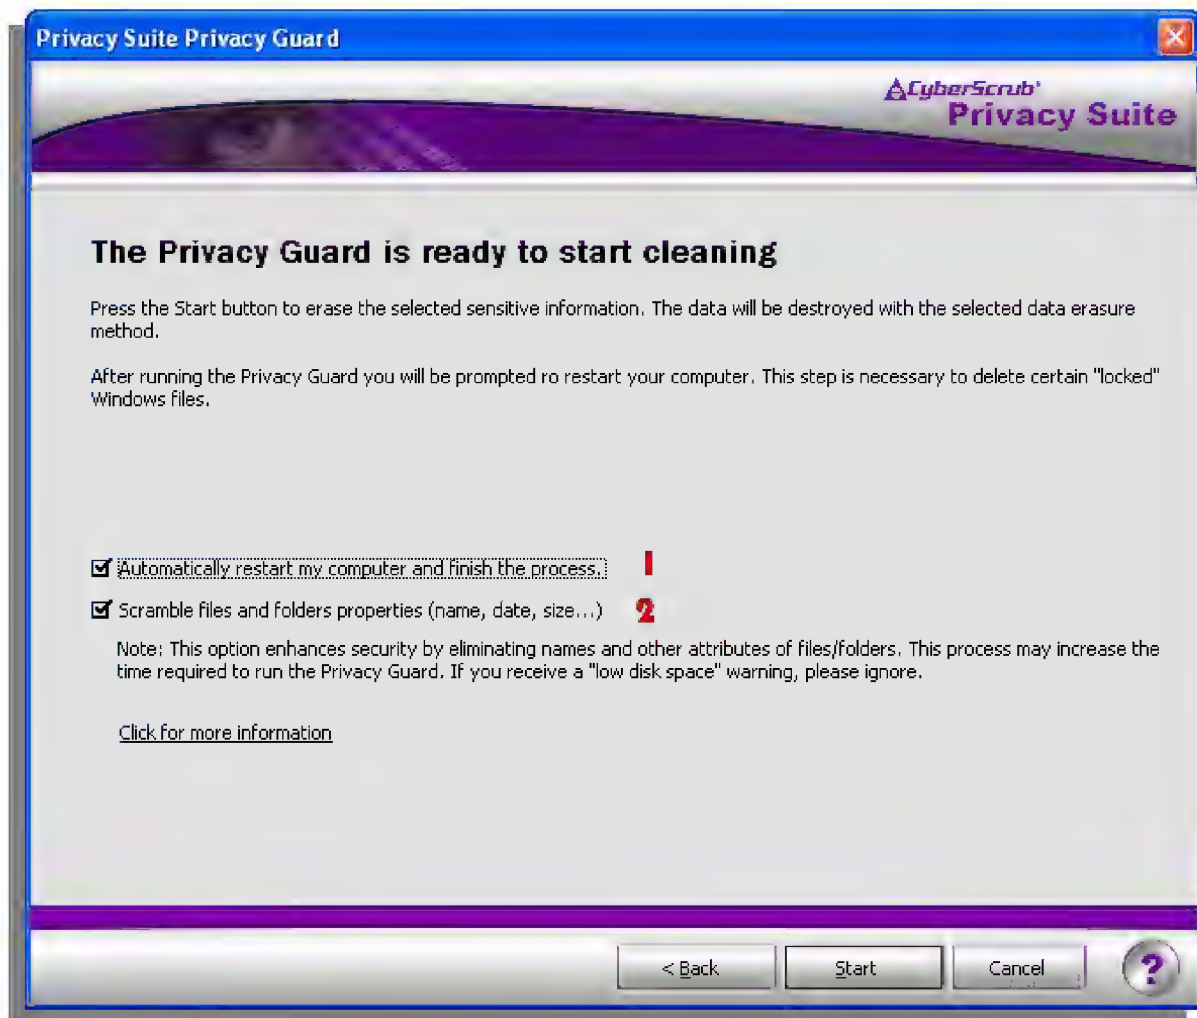 Privacy Suite Privacy Guard
CyberScrub®
Privacy Suite
The Privacy Guard is ready to start cleaning
Press the Start button to erase the selected sensitive information. The data will be destroyed with the selected data erasure
method.
After running the Privacy Guard you will be prompted ro restart your computer. This step is necessary to delete certain "locked"
Windows files.
Automatically restart my computer and finish the process. 1
Scramble files and folders properties (name, date, size...) 2
Note: This option enhances security by eliminating names and other attributes of files/folders. This process may increase the
time required to run the Privacy Guard. If you receive a "low disk space" warning, please ignore.
Click for more information
< Back Start Cancel ?